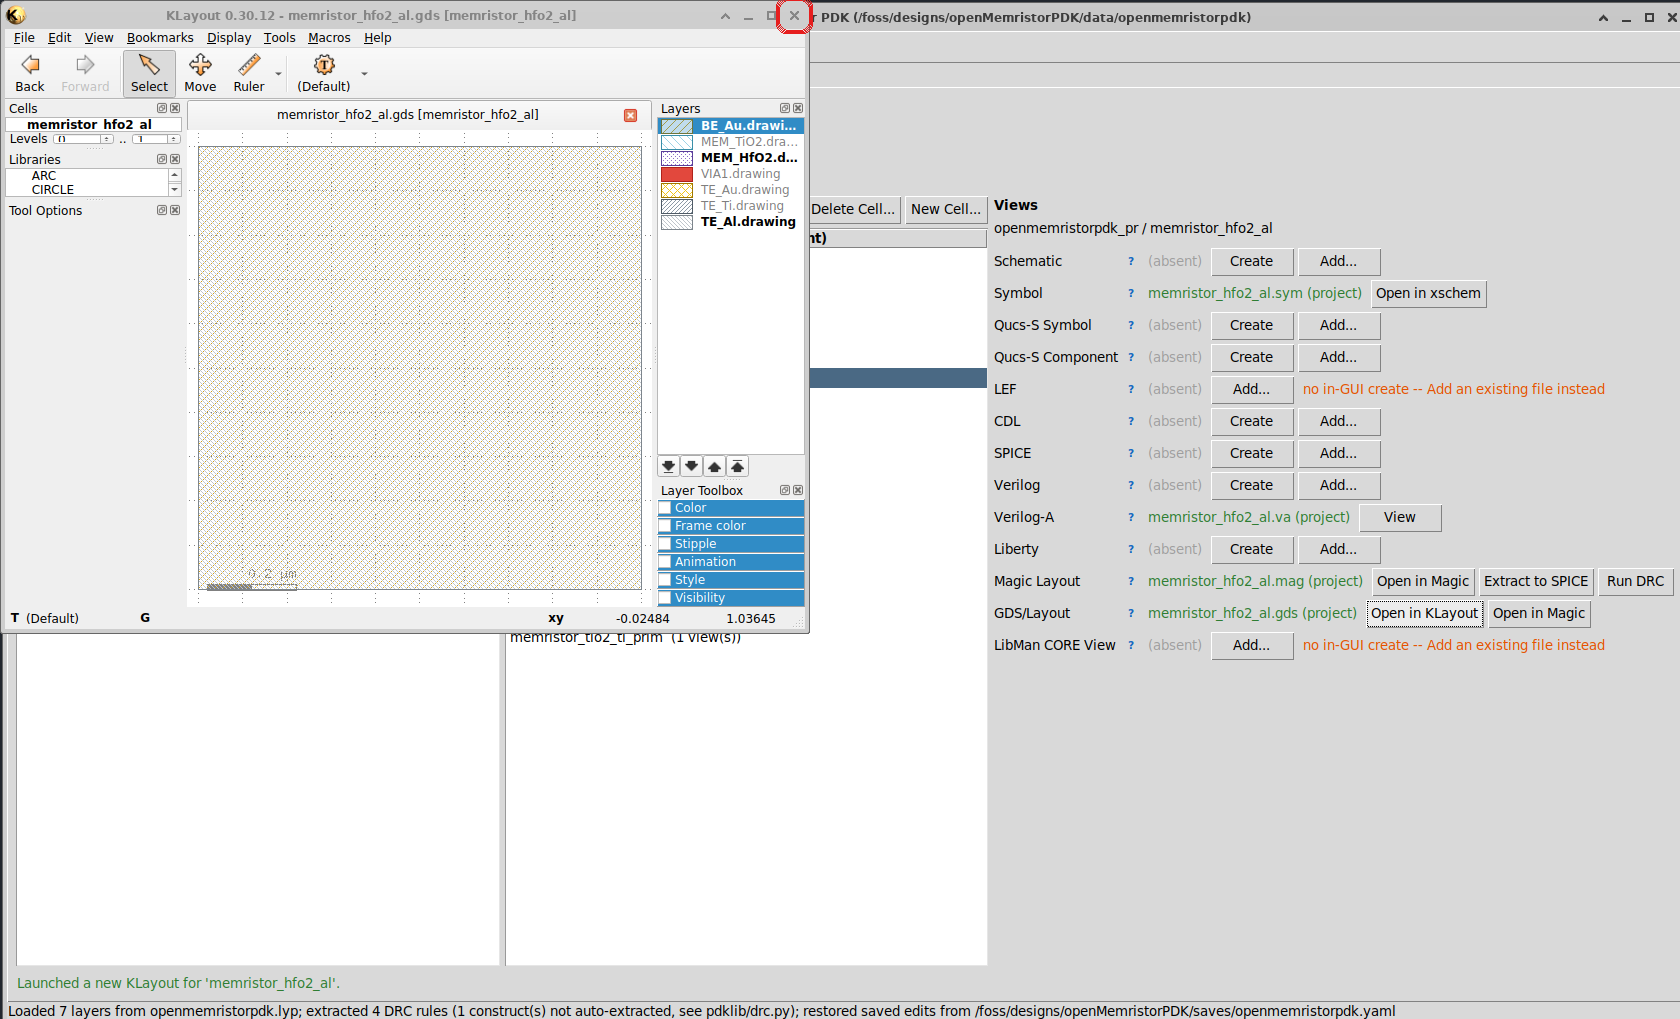 KLayout 0.30.12 - memristor_hfo2_al.gds [memristor_hfo2_al]
r PDK (/foss/designs/openMemristorPDK/data/openmemristorpdk)
File Edit View Bookmarks Display Tools Macros Help
Back Forward Select Move Ruler (Default)
Cells
memristor_hfo2_al
Levels 0 .. 1
Libraries
ARC
CIRCLE
Tool Options
memristor_hfo2_al.gds [memristor_hfo2_al]
0.2 µm
Layers
BE_Au.drawi...
MEM_TiO2.dra...
MEM_HfO2.d...
VIA1.drawing
TE_Au.drawing
TE_Ti.drawing
TE_Al.drawing
Layer Toolbox
Color
Frame color
Stipple
Animation
Style
Visibility
T (Default) G xy -0.02484 1.03645
Delete Cell... New Cell...
nt)
memristor_tio2_ti_prim (1 view(s))
Views
openmemristorpdk_pr / memristor_hfo2_al
Schematic ? (absent) Create Add...
Symbol ? memristor_hfo2_al.sym (project) Open in xschem
Qucs-S Symbol ? (absent) Create Add...
Qucs-S Component ? (absent) Create Add...
LEF ? (absent) Add... no in-GUI create -- Add an existing file instead
CDL ? (absent) Create Add...
SPICE ? (absent) Create Add...
Verilog ? (absent) Create Add...
Verilog-A ? memristor_hfo2_al.va (project) View
Liberty ? (absent) Create Add...
Magic Layout ? memristor_hfo2_al.mag (project) Open in Magic Extract to SPICE Run DRC
GDS/Layout ? memristor_hfo2_al.gds (project) Open in KLayout Open in Magic
LibMan CORE View ? (absent) Add... no in-GUI create -- Add an existing file instead
Launched a new KLayout for 'memristor_hfo2_al'.
Loaded 7 layers from openmemristorpdk.lyp; extracted 4 DRC rules (1 construct(s) not auto-extracted, see pdklib/drc.py); restored saved edits from /foss/designs/openMemristorPDK/saves/openmemristorpdk.yaml